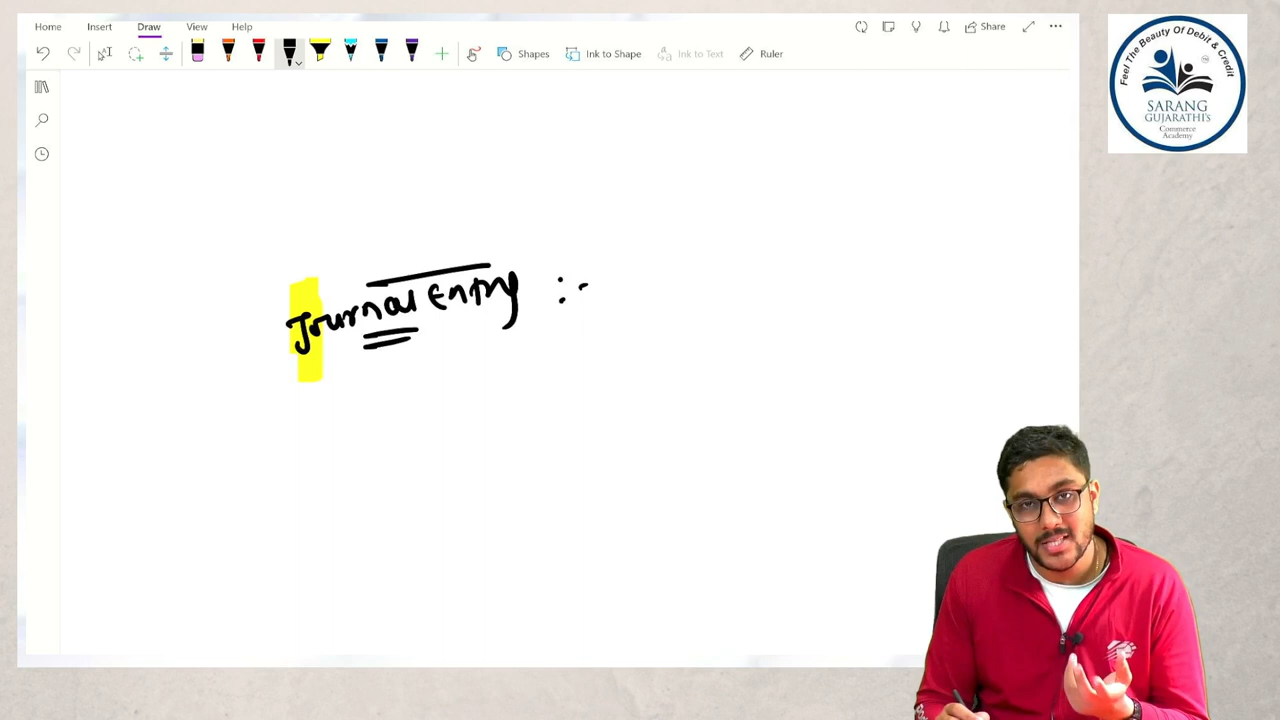 Home Insert Draw View Help
Share
Shapes Ink to Shape Ink to Text Ruler
Feel The Beauty Of Debit & Credit
TM
SARANG
GUJARATHI'S
Commerce
Academy
Journal Entry :-